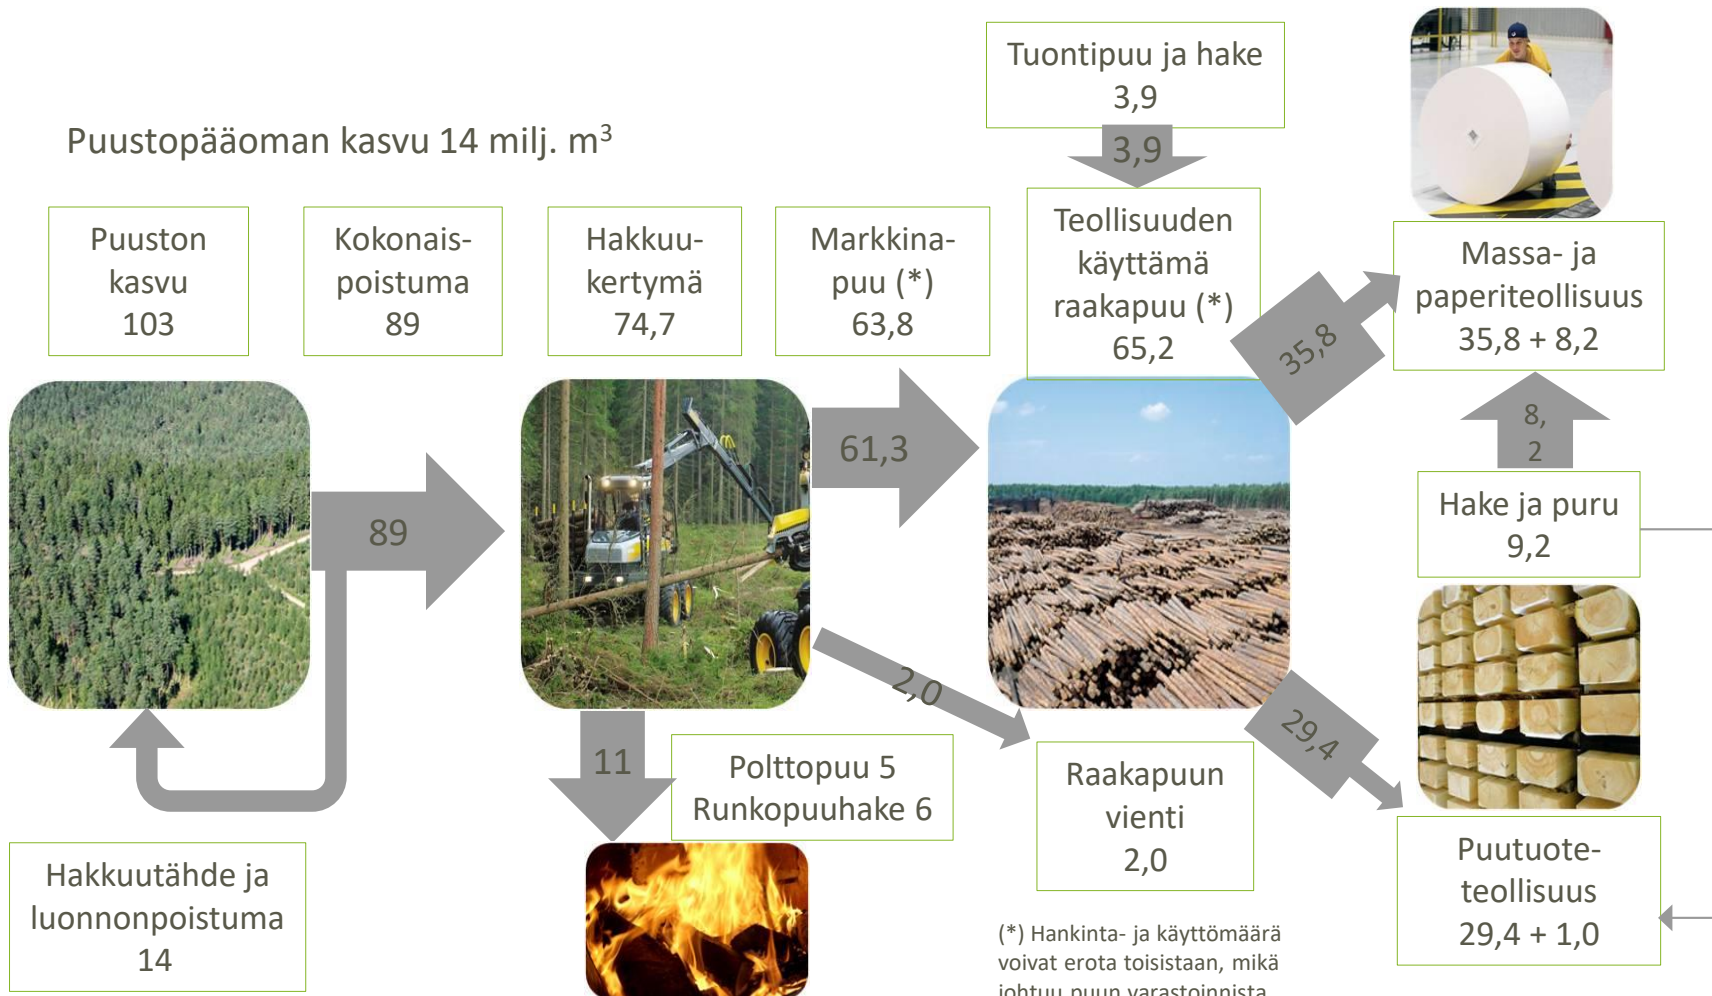 Tuontipuu ja hake
3,9
3,9
Puustopääoman kasvu 14 milj. m³
Puuston
kasvu
103
Kokonais-
poistuma
89
Hakkuu-
kertymä
74,7
Markkina-
puu (*)
63,8
Teollisuuden
käyttämä
raakapuu (*)
65,2
Massa- ja
paperiteollisuus
35,8 + 8,2
35,8
89
61,3
8,
2
Hake ja puru
9,2
2,0
29,4
11
Polttopuu 5
Runkopuuhake 6
Raakapuun
vienti
2,0
Puutuote-
teollisuus
29,4 + 1,0
Hakkuutähde ja
luonnonpoistuma
14
(*) Hankinta- ja käyttömäärä
voivat erota toisistaan, mikä
johtuu puun varastoinnista